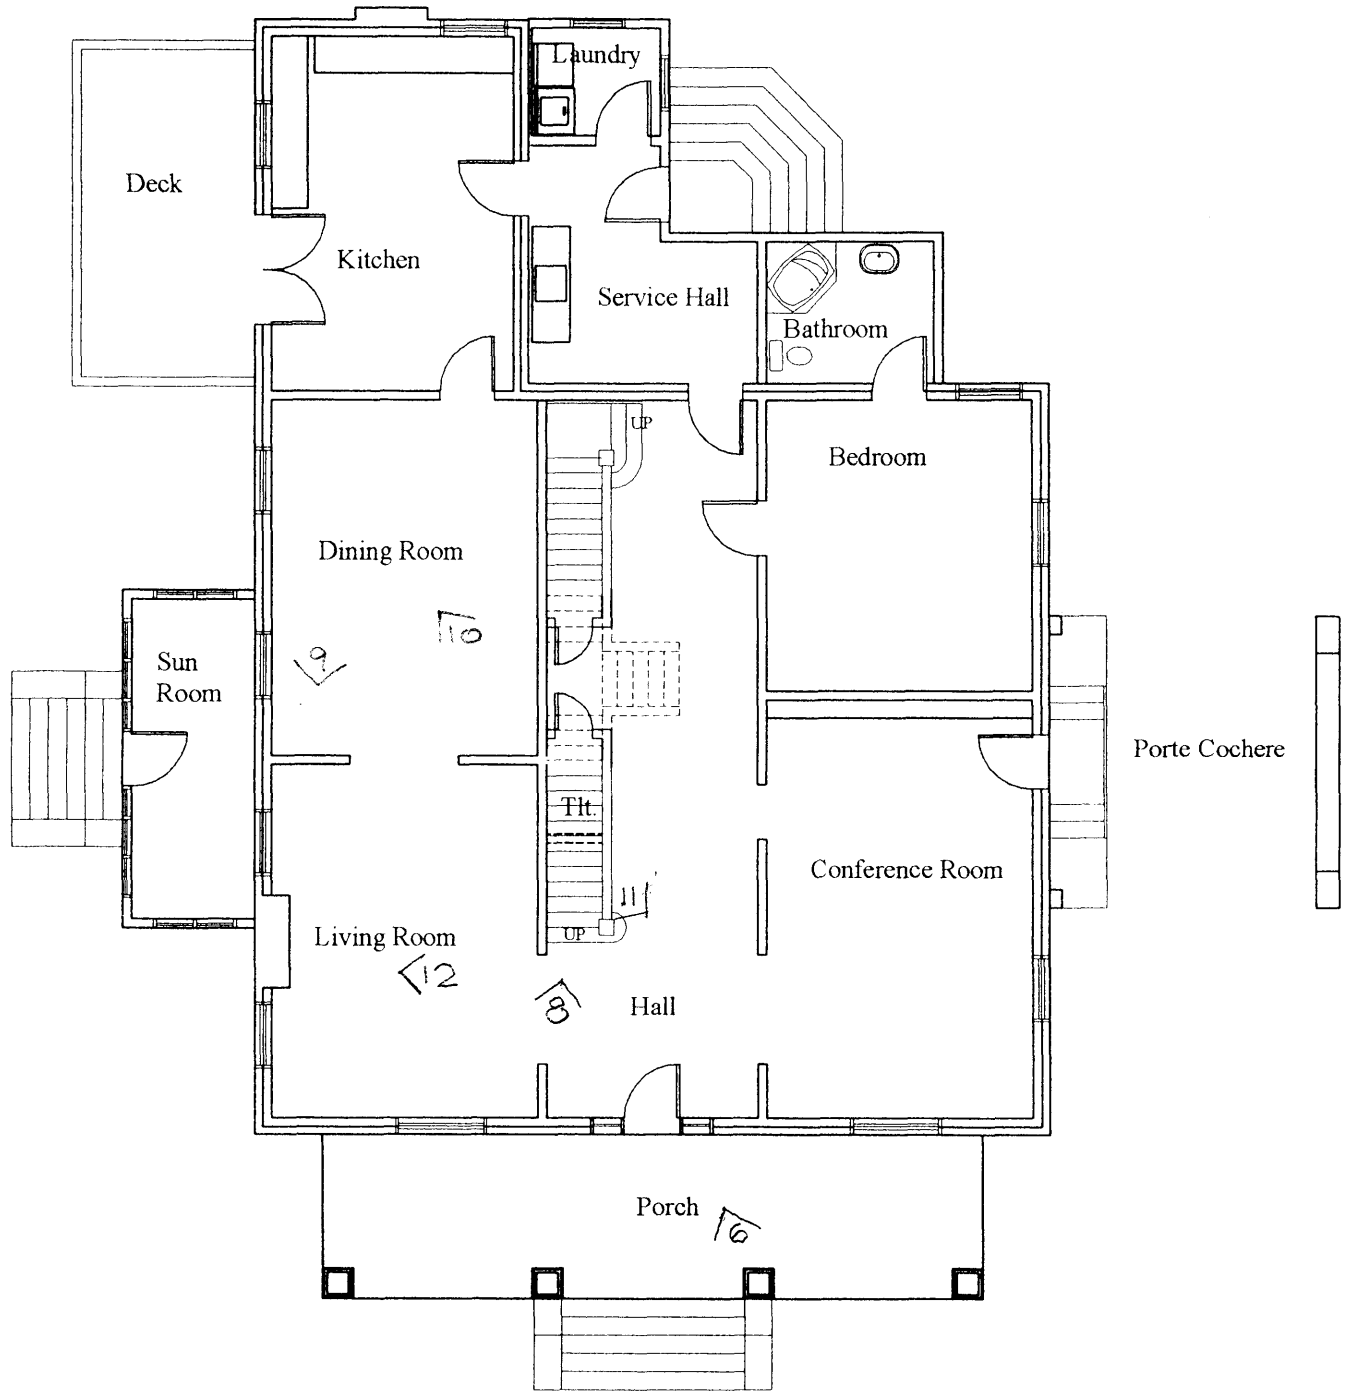 Laundry
Deck
Kitchen
Service Hall
Bathroom
UP
Bedroom
Dining Room
10
9
Sun
Room
Porte Cochere
Tlt.
Conference Room
11
UP
Living Room
12
8
Hall
Porch
6